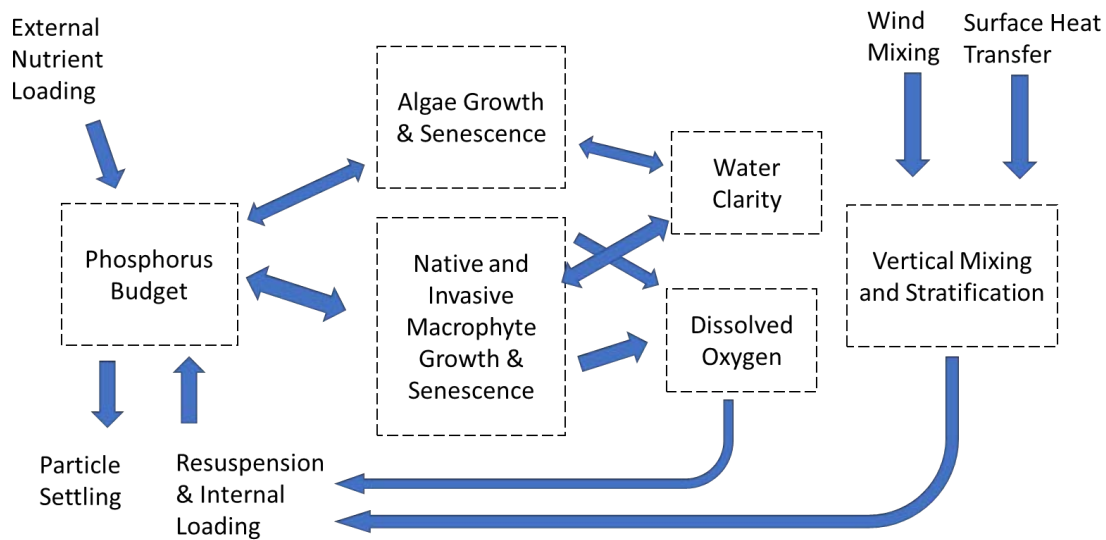 External
Nutrient
Loading
Algae Growth
& Senescence
Wind
Mixing
Surface Heat
Transfer
Water
Clarity
Phosphorus
Budget
Native and
Invasive
Macrophyte
Growth &
Senescence
Dissolved
Oxygen
Vertical Mixing
and Stratification
Particle
Settling
Resuspension
& Internal
Loading